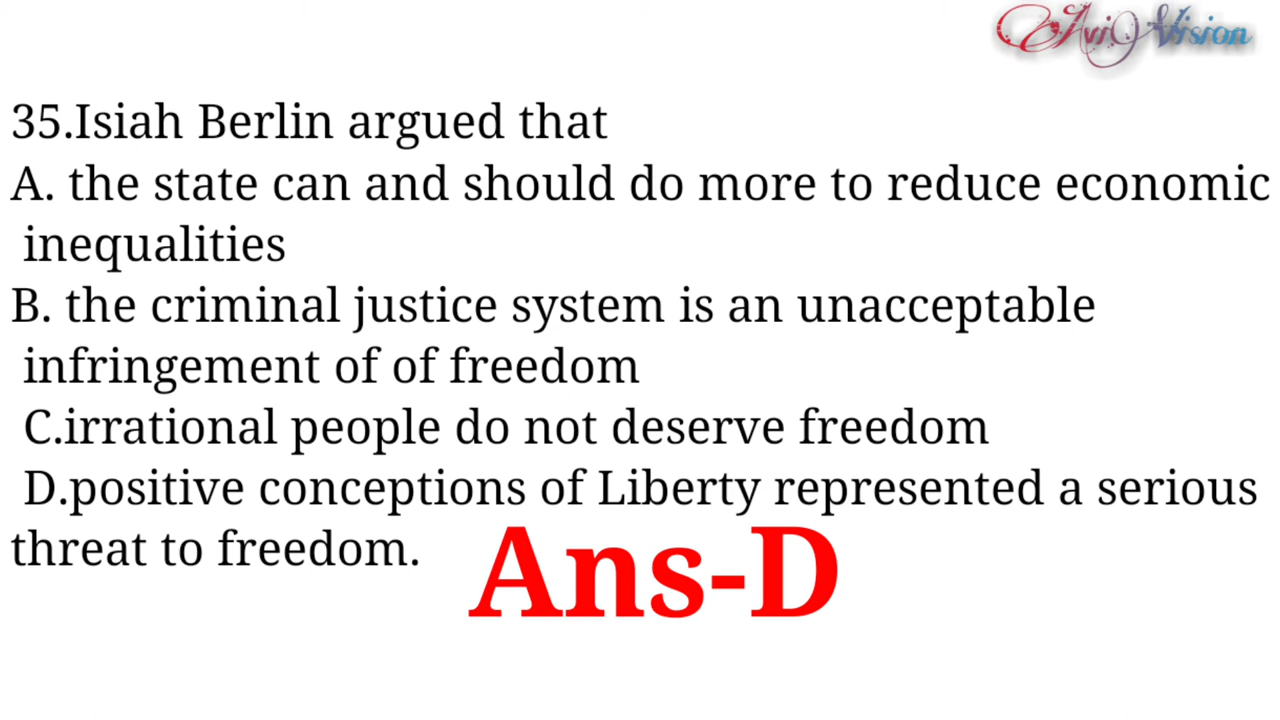 Avi Vision
35.Isiah Berlin argued that
A. the state can and should do more to reduce economic
inequalities
B. the criminal justice system is an unacceptable
infringement of of freedom
C.irrational people do not deserve freedom
D.positive conceptions of Liberty represented a serious
threat to freedom.
Ans-D